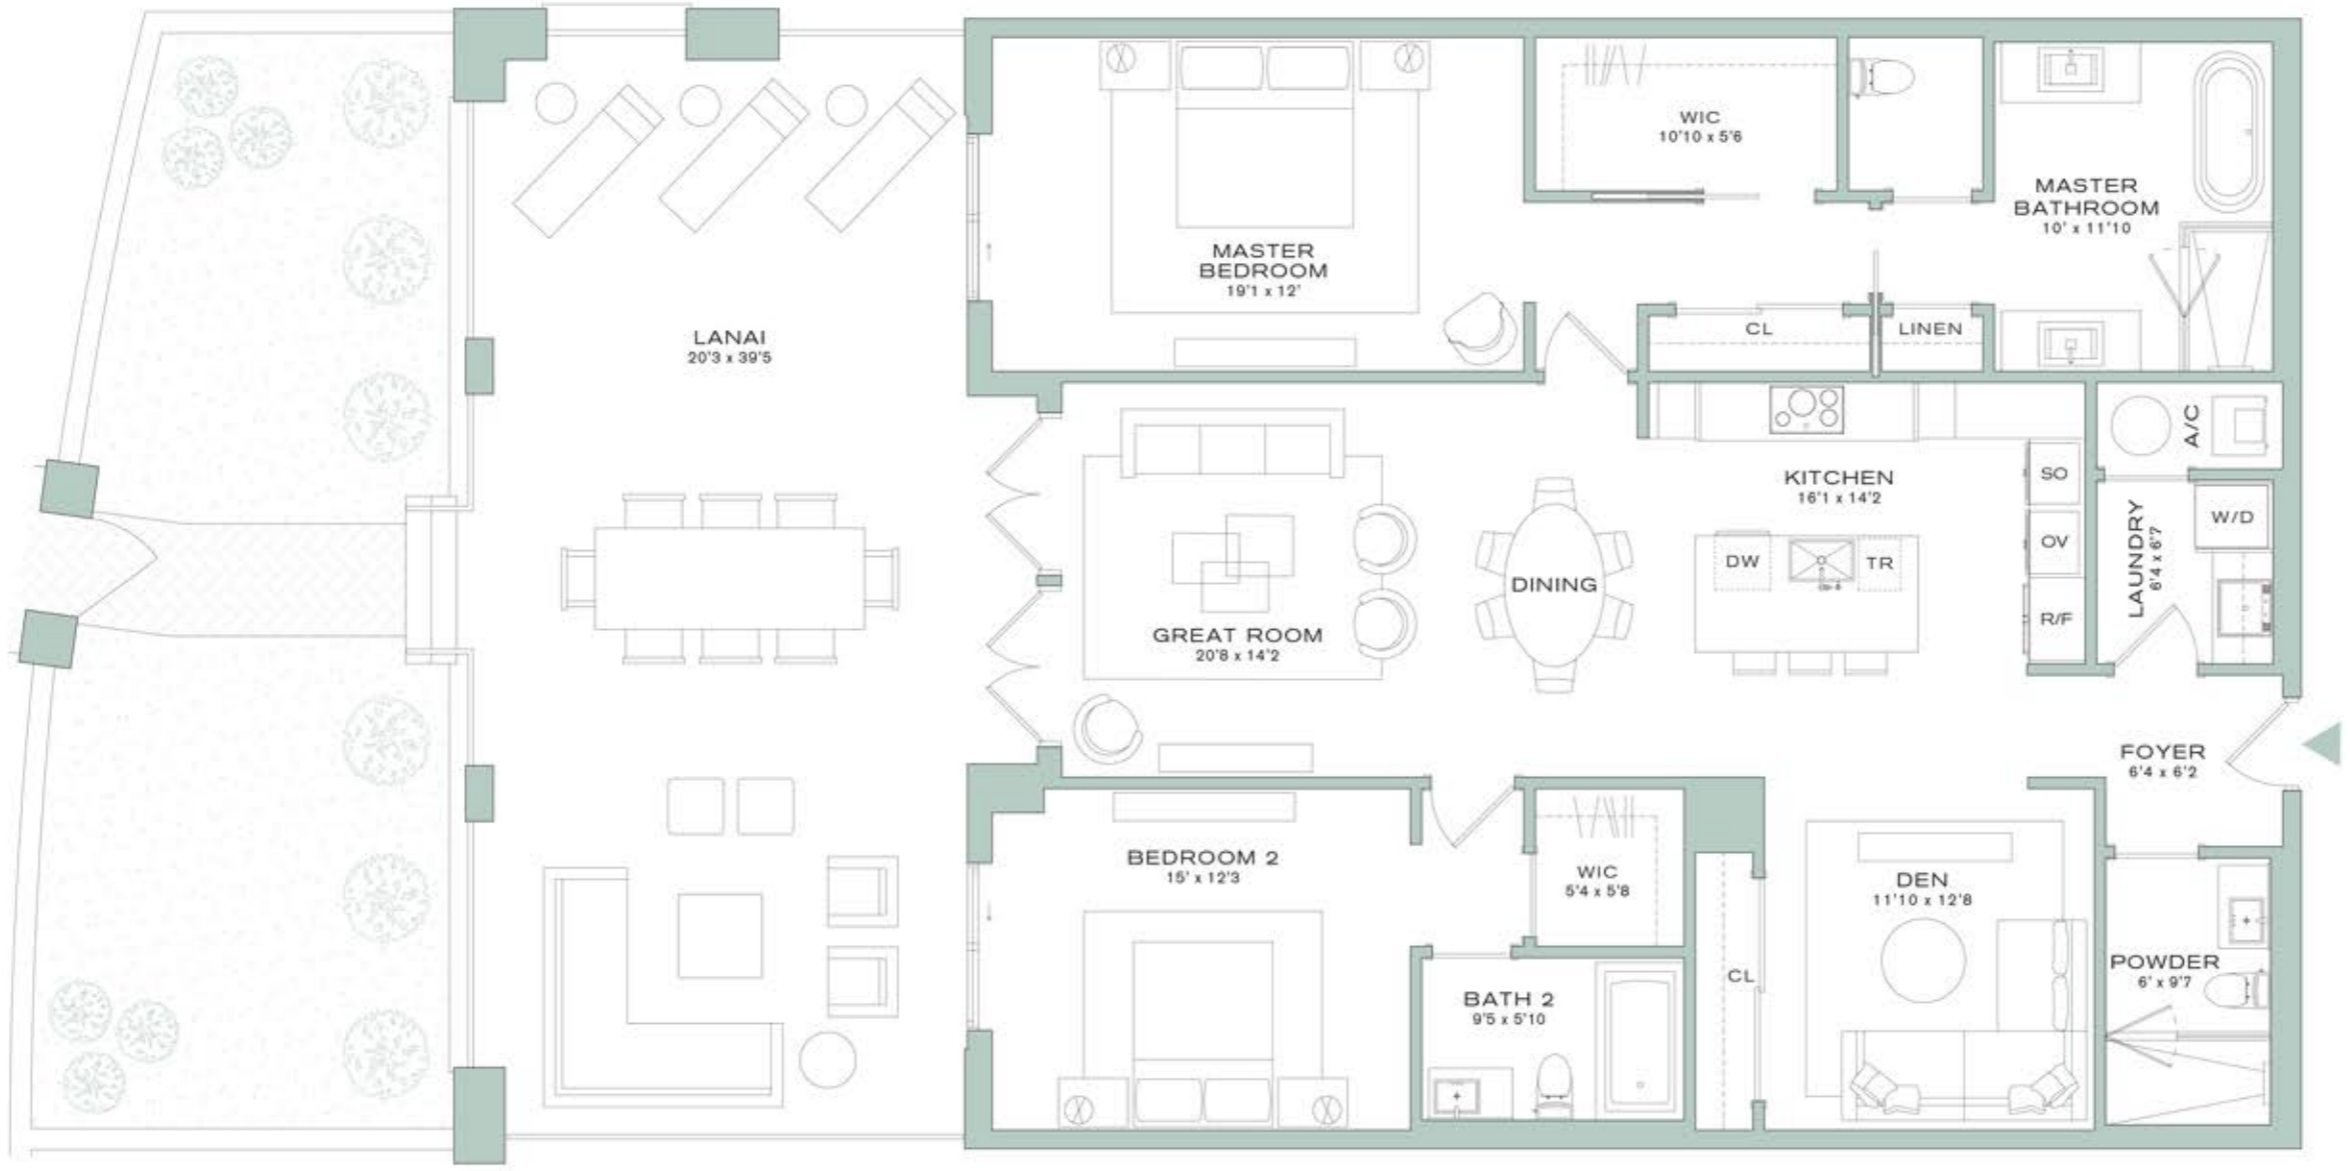 WIC
10'10 x 5'6
MASTER
BATHROOM
10' x 11'10
MASTER
BEDROOM
19'1 x 12'
LANAI
20'3 x 39'5
CL
LINEN
A/C
KITCHEN
16'1 x 14'2
SO
OV
R/F
W/D
LAUNDRY
6'4 x 6'7
DW
TR
DINING
GREAT ROOM
20'8 x 14'2
FOYER
6'4 x 6'2
BEDROOM 2
15' x 12'3
WIC
5'4 x 5'8
DEN
11'10 x 12'8
CL
POWDER
6' x 9'7
BATH 2
9'5 x 5'10